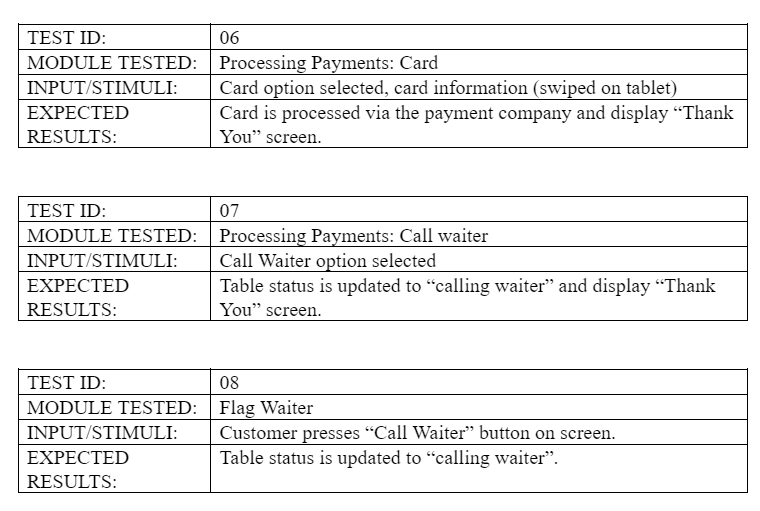 TEST ID: 06
MODULE TESTED: Processing Payments: Card
INPUT/STIMULI: Card option selected, card information (swiped on tablet)
EXPECTED Card is processed via the payment company and display “Thank
RESULTS: You” screen.
TEST ID: 07
MODULE TESTED: Processing Payments: Call waiter
INPUT/STIMULI: Call Waiter option selected
EXPECTED Table status is updated to “calling waiter” and display “Thank
RESULTS: You” screen.
TEST ID: 08
MODULE TESTED: Flag Waiter
INPUT/STIMULI: Customer presses “Call Waiter” button on screen.
EXPECTED Table status is updated to “calling waiter”.
RESULTS: